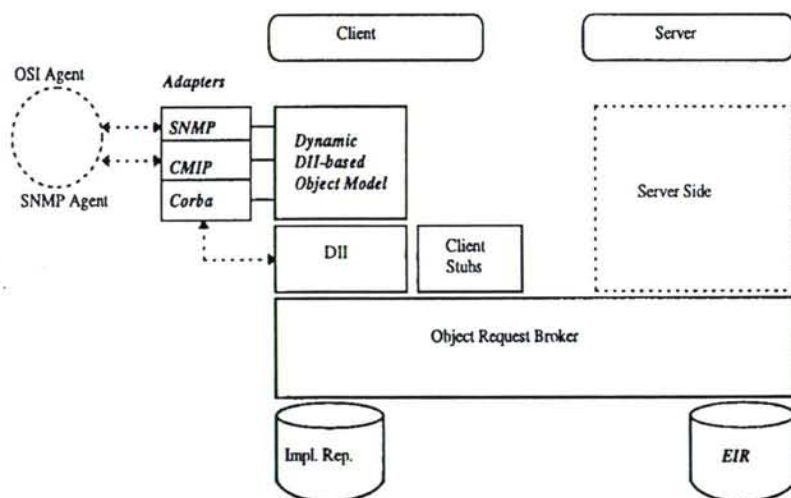 Client
Server
OSI Agent
Adapters
SNMP
CMIP
Corba
Dynamic
DII-based
Object Model
SNMP Agent
Server Side
DII
Client
Stubs
Object Request Broker
Impl. Rep.
EIR